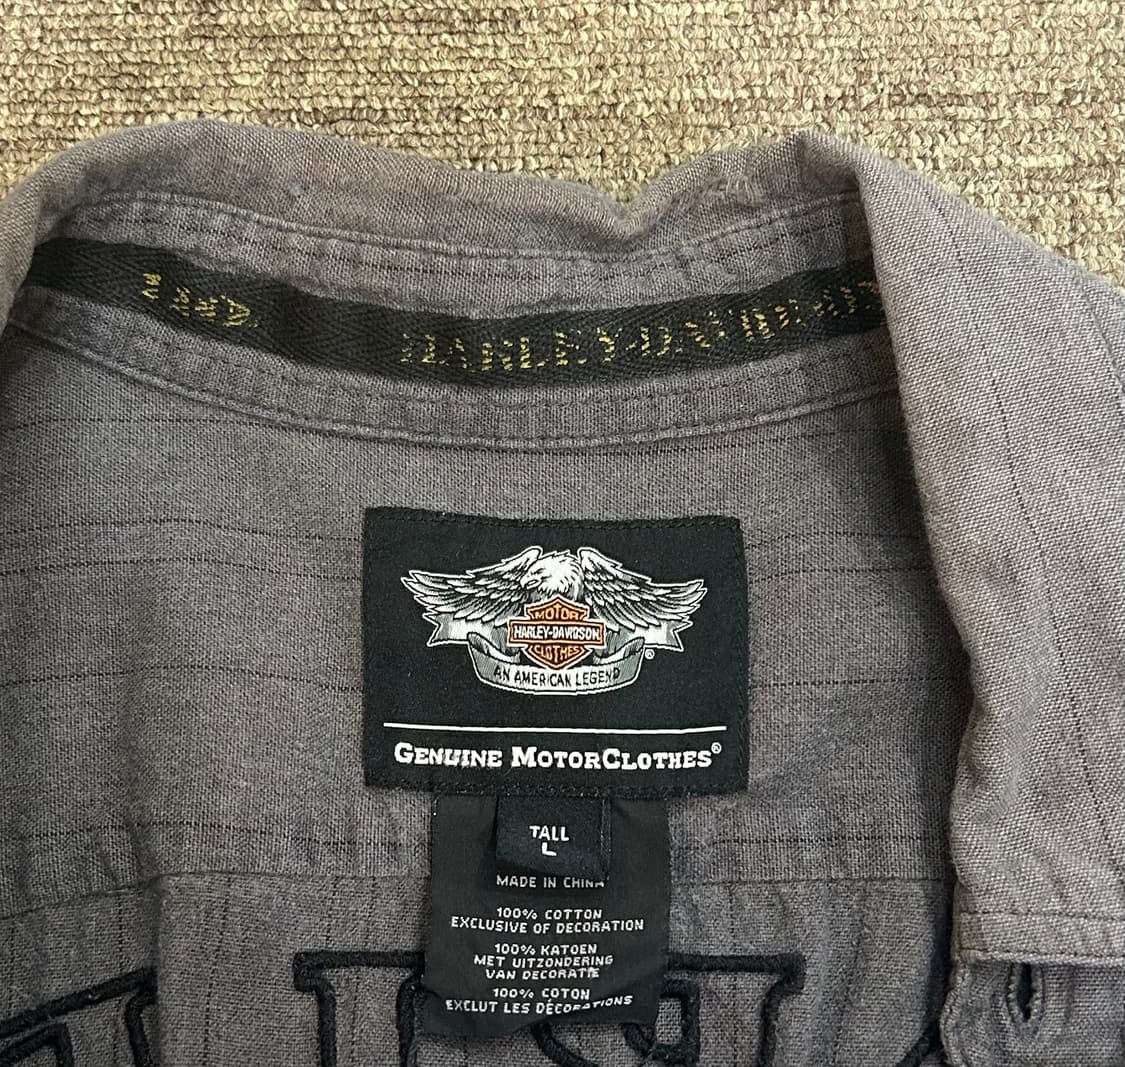 HARLEY-DAVIDSON
MOTOR
HARLEY-DAVIDSON
CLOTHES
®
AN AMERICAN LEGEND
GENUINE MOTORCLOTHES®
TALL
L
MADE IN CHINA
100% COTTON
EXCLUSIVE OF DECORATION
100% KATOEN
MET UITZONDERING
VAN DECORATIE
100% COTON
EXCLUT LES DÉCORATIONS